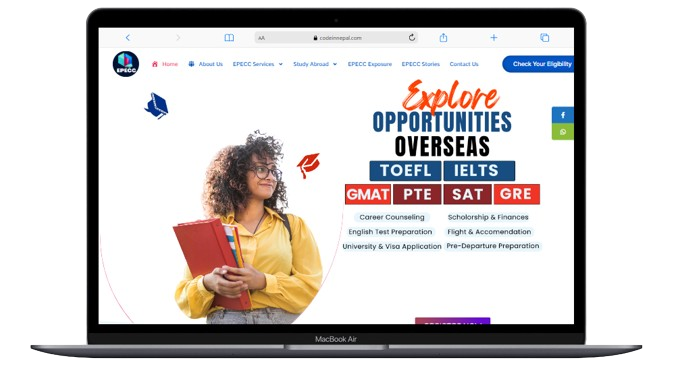 AA
codeinnepal.com
EPECC
Home
About Us
EPECC Services
Study Abroad
EPECC Exposure
EPECC Stories
Contact Us
Check Your Eligibility
Explore
OPPORTUNITIES
OVERSEAS
TOEFL IELTS
GMAT PTE SAT GRE
Career Counseling Scholorship & Finances
English Test Preparation Flight & Accomendation
University & Visa Application Pre-Departure Preparation
MacBook Air